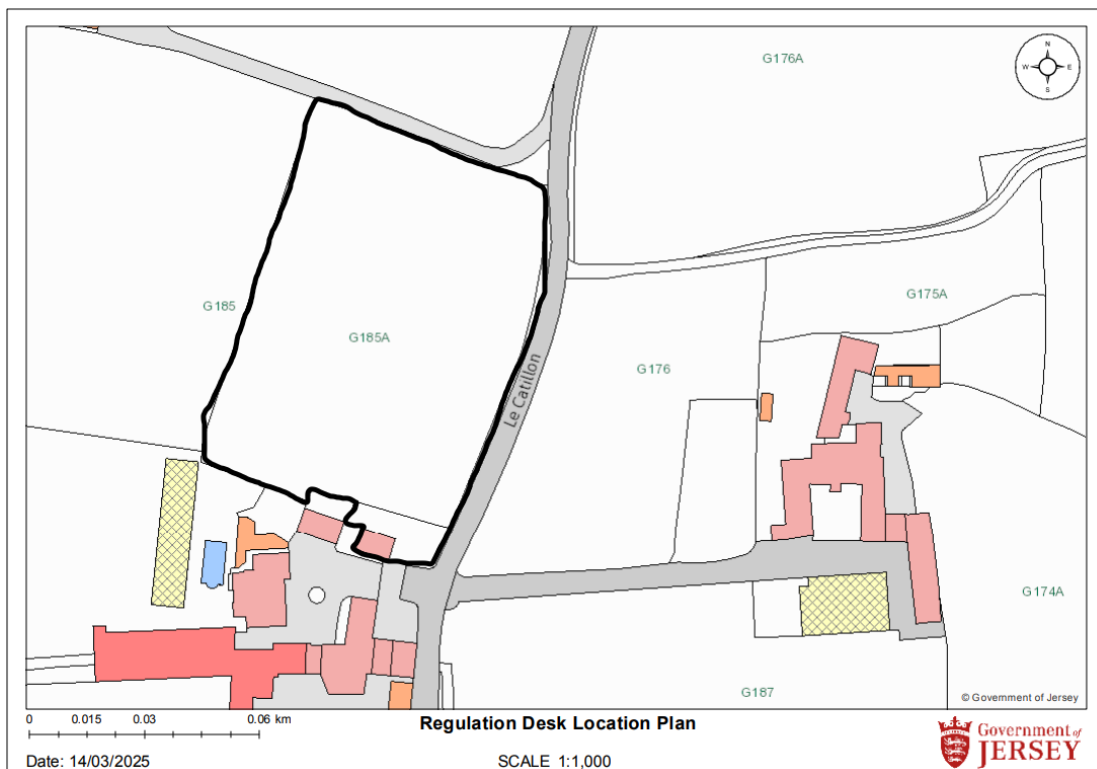 G176A
N
W E
S
G185
G185A
Le Catillon
G176
G175A
G174A
G187
© Government of Jersey
0 0.015 0.03 0.06 km
Regulation Desk Location Plan
Date: 14/03/2025
SCALE 1:1,000
Government of
JERSEY